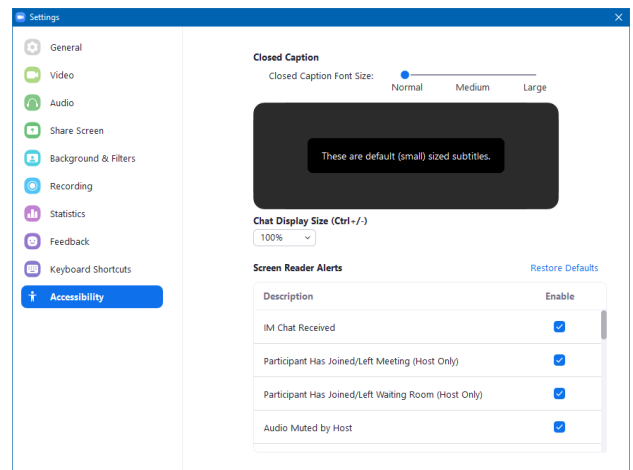 Settings
General
Video
Audio
Share Screen
Background & Filters
Recording
Statistics
Feedback
Keyboard Shortcuts
Accessibility
Closed Caption
Closed Caption Font Size:
Normal Medium Large
These are default (small) sized subtitles.
Chat Display Size (Ctrl+/-)
100%
Screen Reader Alerts Restore Defaults
Description Enable
IM Chat Received
Participant Has Joined/Left Meeting (Host Only)
Participant Has Joined/Left Waiting Room (Host Only)
Audio Muted by Host